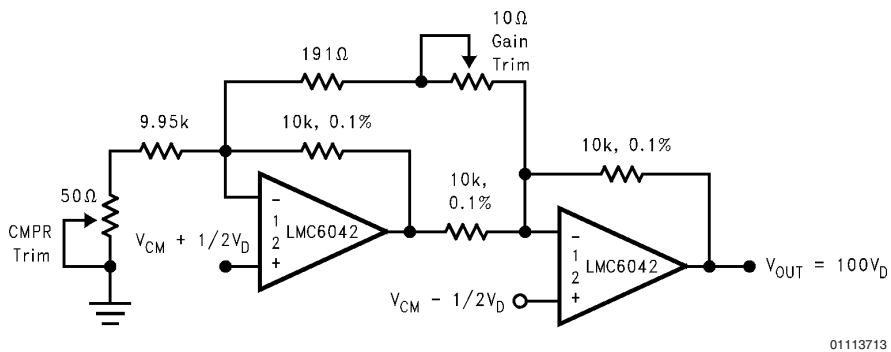 10Ω
Gain
Trim
191Ω
9.95k
10k, 0.1%
10k, 0.1%
10k,
0.1%
50Ω
CMPR
Trim
V_CM + 1/2V_D
−
1
2
+
LMC6042
−
1
2
+
LMC6042
V_CM − 1/2V_D
V_OUT = 100V_D
01113713